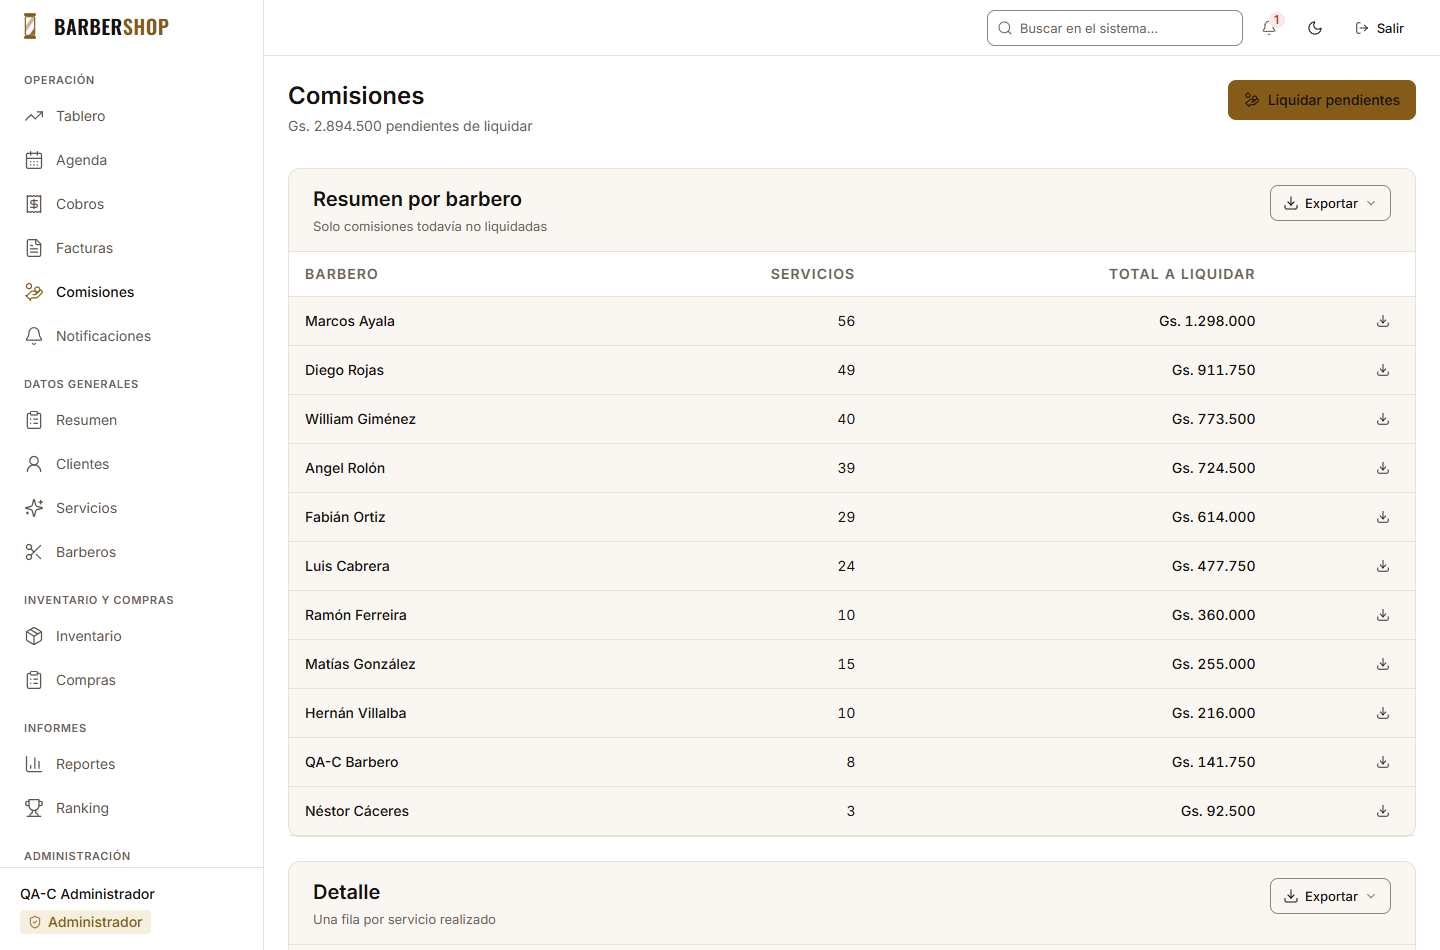 BARBERSHOP
Buscar en el sistema...
1
Salir
OPERACIÓN
Tablero
Agenda
Cobros
Facturas
Comisiones
Notificaciones
DATOS GENERALES
Resumen
Clientes
Servicios
Barberos
INVENTARIO Y COMPRAS
Inventario
Compras
INFORMES
Reportes
Ranking
ADMINISTRACIÓN
QA-C Administrador
Administrador
Comisiones
Gs. 2.894.500 pendientes de liquidar
Liquidar pendientes
Resumen por barbero
Solo comisiones todavía no liquidadas
Exportar
BARBERO SERVICIOS TOTAL A LIQUIDAR
Marcos Ayala 56 Gs. 1.298.000
Diego Rojas 49 Gs. 911.750
William Giménez 40 Gs. 773.500
Angel Rolón 39 Gs. 724.500
Fabián Ortiz 29 Gs. 614.000
Luis Cabrera 24 Gs. 477.750
Ramón Ferreira 10 Gs. 360.000
Matías González 15 Gs. 255.000
Hernán Villalba 10 Gs. 216.000
QA-C Barbero 8 Gs. 141.750
Néstor Cáceres 3 Gs. 92.500
Detalle
Una fila por servicio realizado
Exportar